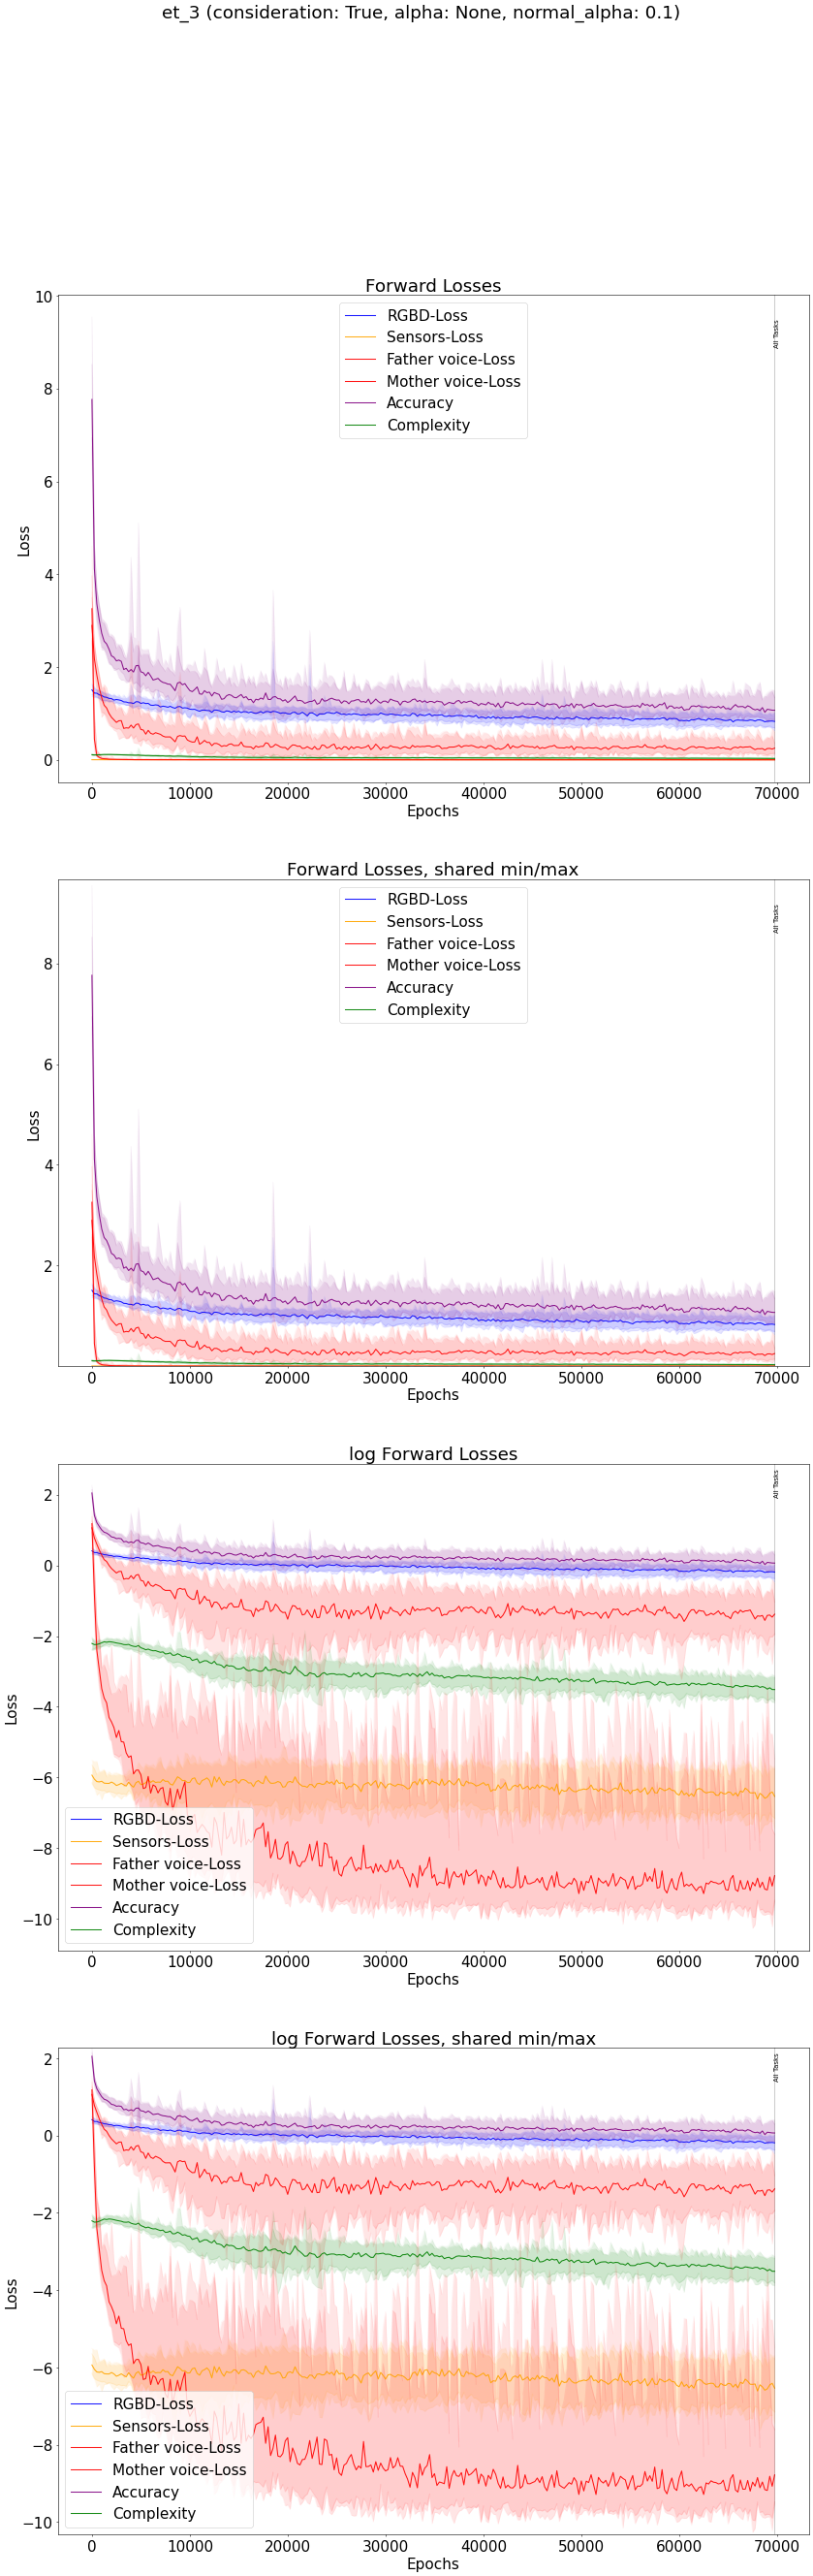 et_3 (consideration: True, alpha: None, normal_alpha: 0.1)
Forward Losses
10
8
6
4
2
0
Loss
RGBD-Loss
Sensors-Loss
Father voice-Loss
Mother voice-Loss
Accuracy
Complexity
All Tasks
0 10000 20000 30000 40000 50000 60000 70000
Epochs
Forward Losses, shared min/max
8
6
4
2
Loss
RGBD-Loss
Sensors-Loss
Father voice-Loss
Mother voice-Loss
Accuracy
Complexity
All Tasks
0 10000 20000 30000 40000 50000 60000 70000
Epochs
log Forward Losses
2
0
−2
−4
−6
−8
−10
Loss
RGBD-Loss
Sensors-Loss
Father voice-Loss
Mother voice-Loss
Accuracy
Complexity
All Tasks
0 10000 20000 30000 40000 50000 60000 70000
Epochs
log Forward Losses, shared min/max
2
0
−2
−4
−6
−8
−10
Loss
RGBD-Loss
Sensors-Loss
Father voice-Loss
Mother voice-Loss
Accuracy
Complexity
All Tasks
0 10000 20000 30000 40000 50000 60000 70000
Epochs